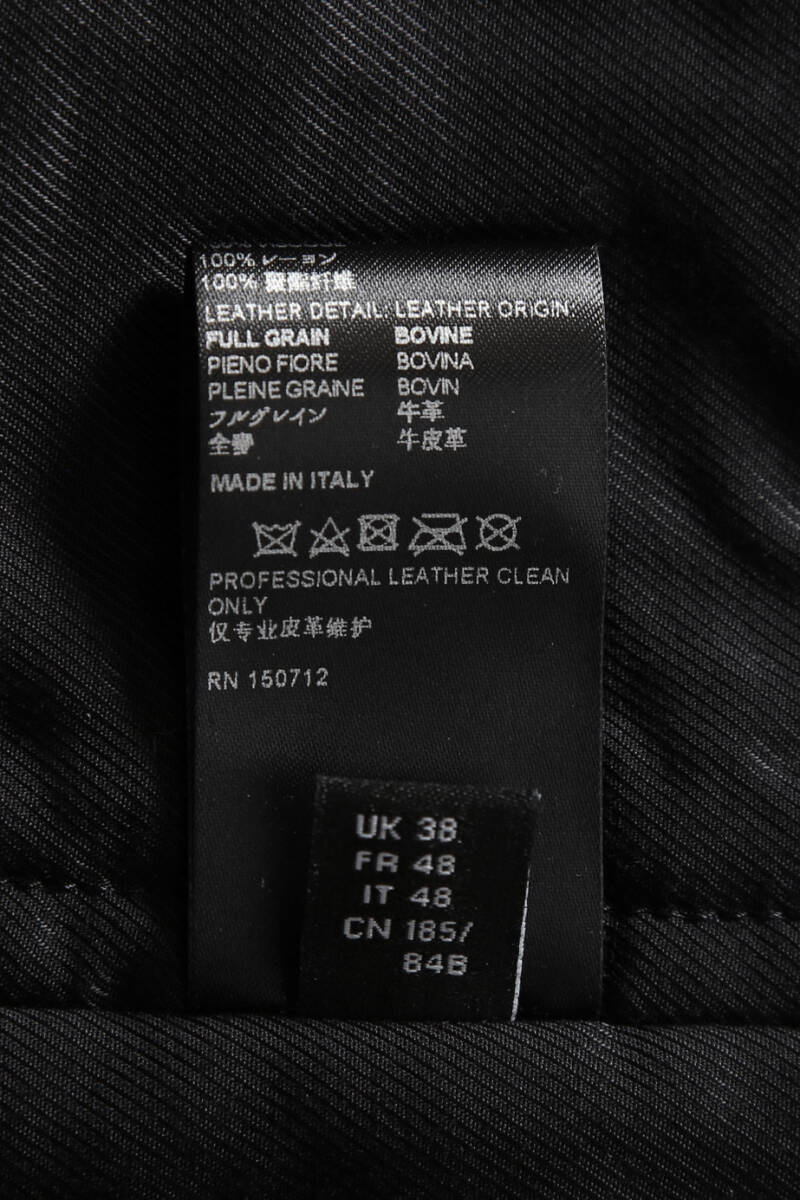 100% レーヨン
100% 聚酯纤维
LEATHER DETAIL: LEATHER ORIGIN:
FULL GRAIN BOVINE
PIENO FIORE BOVINA
PLEINE GRAINE BOVIN
フルグレイン 牛革
全 牛皮革
MADE IN ITALY
PROFESSIONAL LEATHER CLEAN
ONLY
仅专业皮革维护
RN 150712
UK 38
FR 48
IT 48
CN 185/
84B